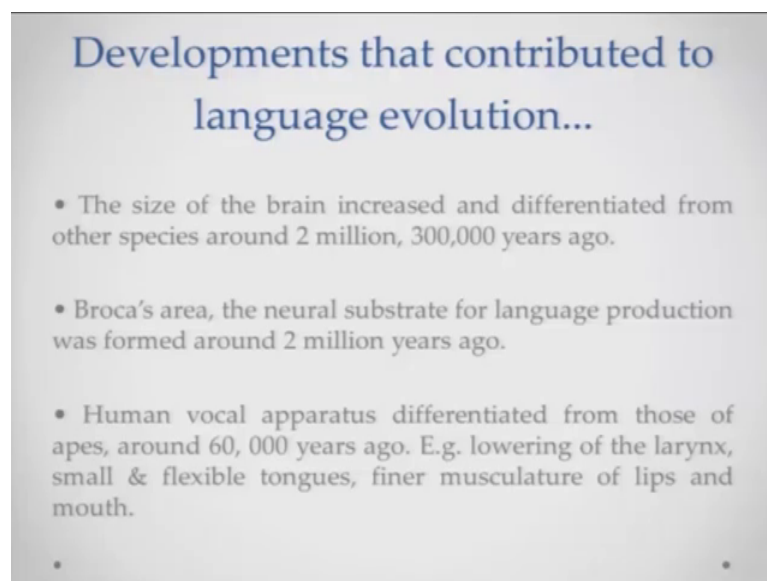 Developments that contributed to
language evolution...
• The size of the brain increased and differentiated from
other species around 2 million, 300,000 years ago.
• Broca's area, the neural substrate for language production
was formed around 2 million years ago.
• Human vocal apparatus differentiated from those of
apes, around 60, 000 years ago. E.g. lowering of the larynx,
small & flexible tongues, finer musculature of lips and
mouth.